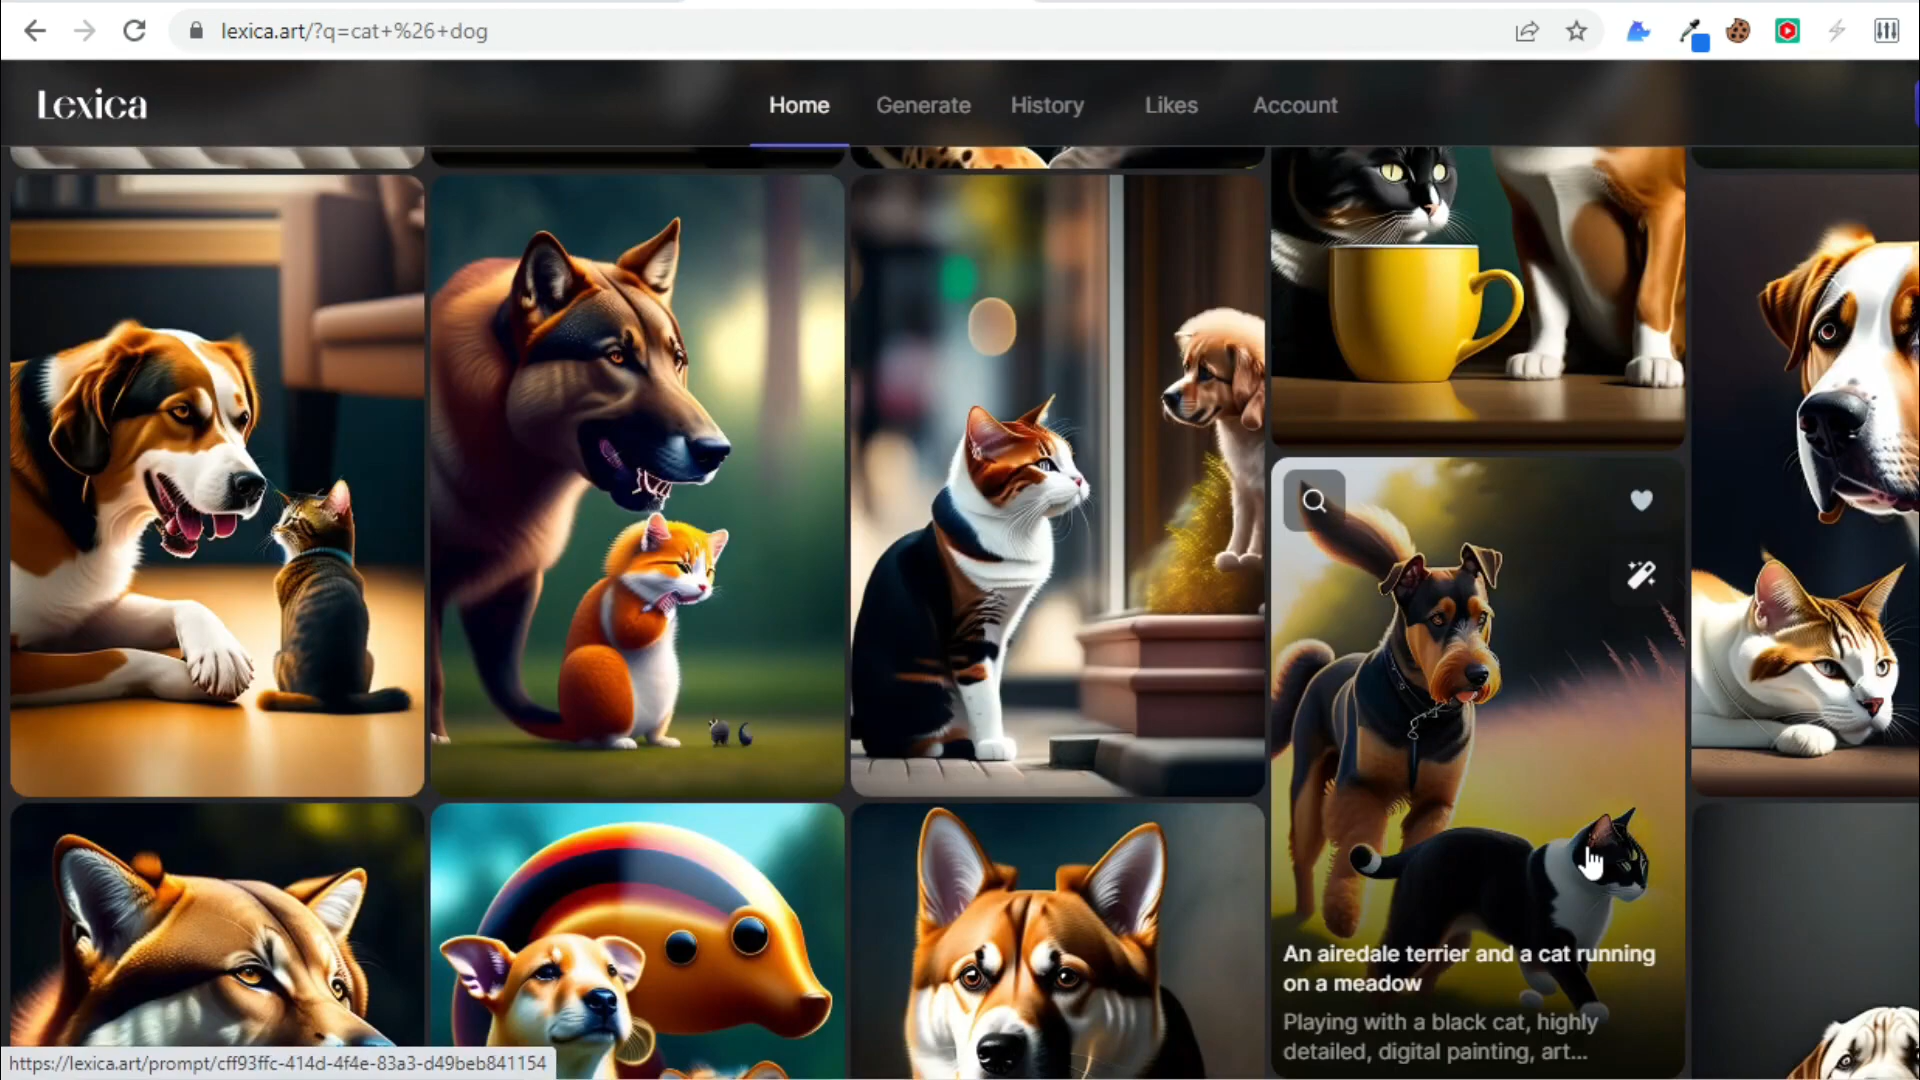 lexica.art/?q=cat+%26+dog
Lexica
Home
Generate
History
Likes
Account
An airedale terrier and a cat running
on a meadow
Playing with a black cat, highly
detailed, digital painting, art...
https://lexica.art/prompt/cff93ffc-414d-4f4e-83a3-d49beb841154